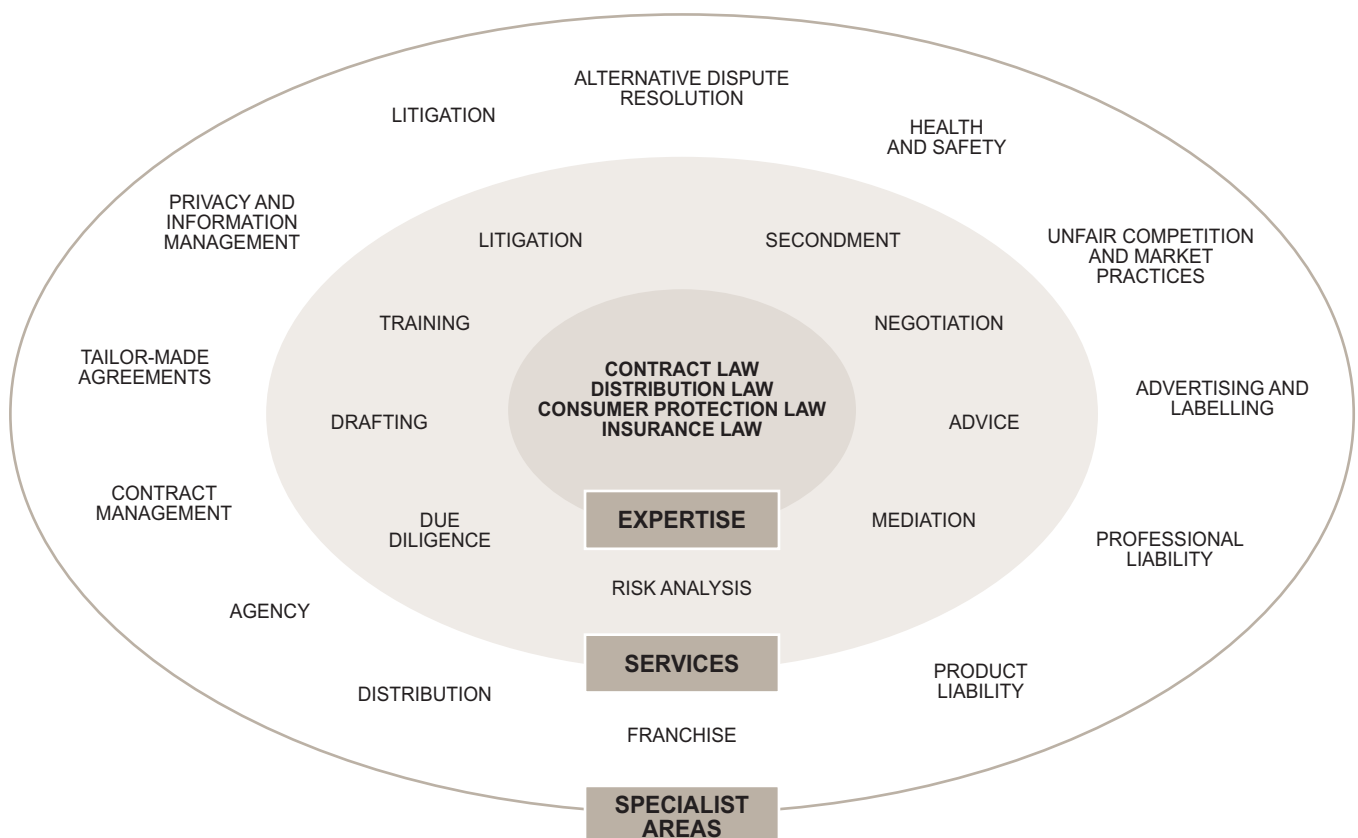 ALTERNATIVE DISPUTE
RESOLUTION
LITIGATION
HEALTH
AND SAFETY
PRIVACY AND
INFORMATION
MANAGEMENT
UNFAIR COMPETITION
AND MARKET
PRACTICES
LITIGATION
SECONDMENT
TRAINING
NEGOTIATION
TAILOR-MADE
AGREEMENTS
CONTRACT LAW
DISTRIBUTION LAW
CONSUMER PROTECTION LAW
INSURANCE LAW
ADVERTISING AND
LABELLING
DRAFTING
ADVICE
CONTRACT
MANAGEMENT
DUE
DILIGENCE
EXPERTISE
MEDIATION
PROFESSIONAL
LIABILITY
RISK ANALYSIS
AGENCY
SERVICES
PRODUCT
LIABILITY
DISTRIBUTION
FRANCHISE
SPECIALIST
AREAS